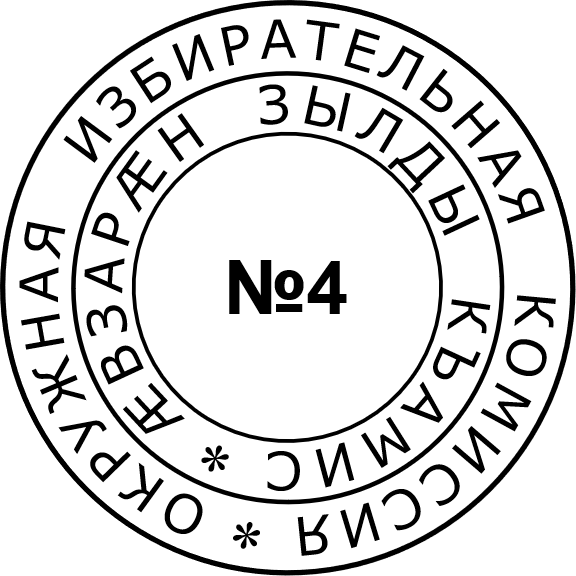 ОКРУЖНАЯ ИЗБИРАТЕЛЬНАЯ КОМИССИЯ *
ÆВЗАРÆН ЗЫЛДЫ КЪАМИС *
№4